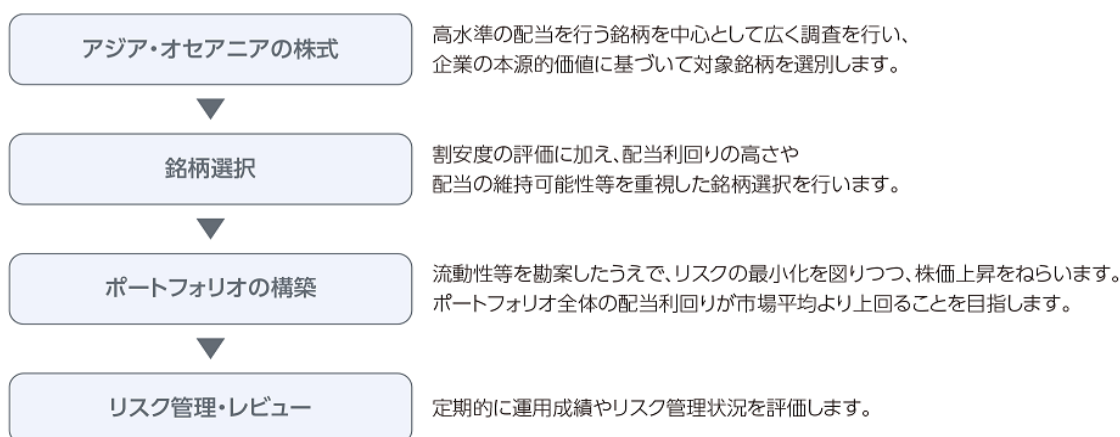 アジア・オセアニアの株式
高水準の配当を行う銘柄を中心として広く調査を行い、
企業の本源的価値に基づいて対象銘柄を選別します。
銘柄選択
割安度の評価に加え、配当利回りの高さや
配当の維持可能性等を重視した銘柄選択を行います。
ポートフォリオの構築
流動性等を勘案したうえで、リスクの最小化を図りつつ、株価上昇をねらいます。
ポートフォリオ全体の配当利回りが市場平均より上回ることを目指します。
リスク管理・レビュー
定期的に運用成績やリスク管理状況を評価します。